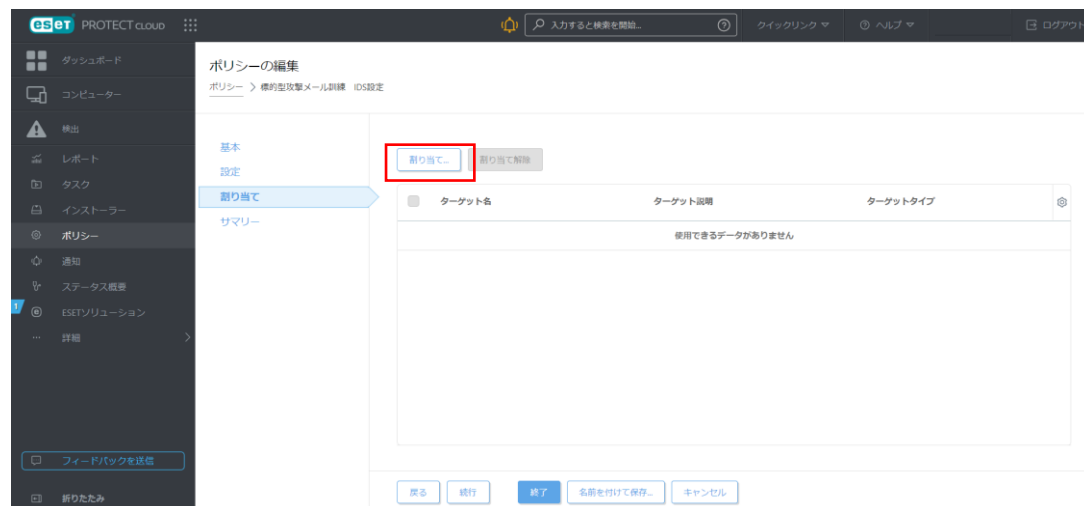 eset PROTECT CLOUD
入力すると検索を開始...
クイックリンク
ヘルプ
ログアウト
ダッシュボード
コンピューター
検出
レポート
タスク
インストーラー
ポリシー
通知
ステータス概要
1
ESETソリューション
詳細
フィードバックを送信
折りたたみ
ポリシーの編集
ポリシー > 標的型攻撃メール訓練 IDS設定
基本
設定
割り当て
サマリー
割り当て... 割り当て解除
ターゲット名 ターゲット説明 ターゲットタイプ
使用できるデータがありません
戻る 続行 終了 名前を付けて保存... キャンセル